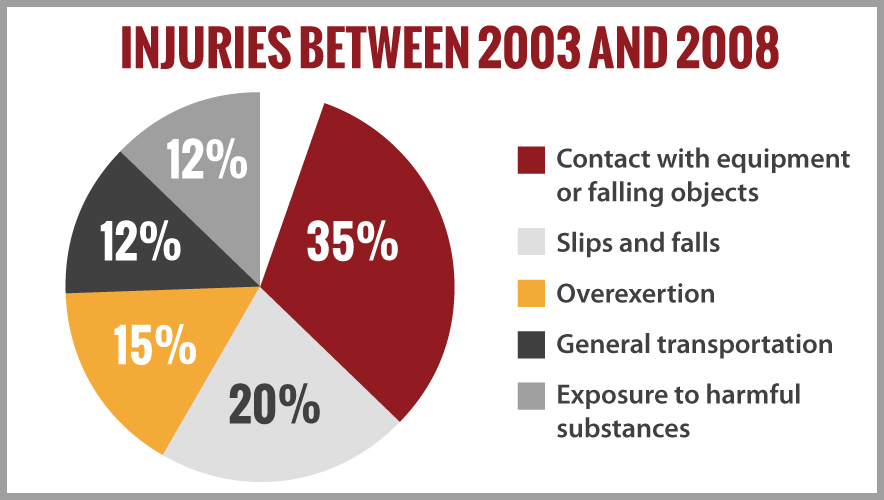 INJURIES BETWEEN 2003 AND 2008
12%
35%
12%
15%
20%
Contact with equipment
or falling objects
Slips and falls
Overexertion
General transportation
Exposure to harmful
substances